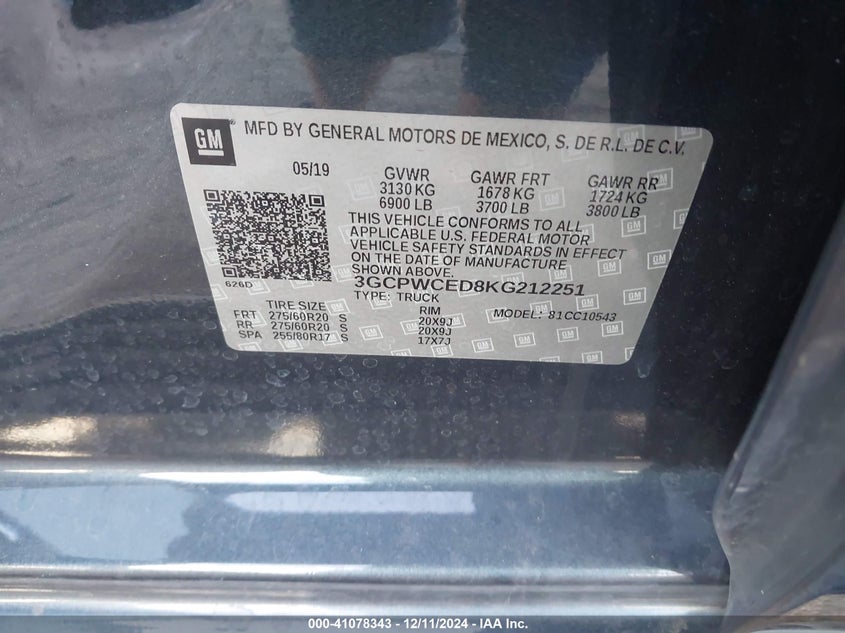 GM
MFD BY GENERAL MOTORS DE MEXICO, S. DE R.L. DE C.V.
05/19 GVWR GAWR FRT GAWR RR
3130 KG 1678 KG 1724 KG
6900 LB 3700 LB 3800 LB
THIS VEHICLE CONFORMS TO ALL
APPLICABLE U.S. FEDERAL MOTOR
VEHICLE SAFETY STANDARDS IN EFFECT
ON THE DATE OF MANUFACTURE
SHOWN ABOVE.
626D 3GCPWCED8KG212251
TYPE: TRUCK
TIRE SIZE RIM MODEL: 81CC10543
FRT 275/60R20 S 20X9J
RR 275/60R20 S 20X9J
SPA 255/80R17 S 17X7J
000-41078343 - 12/11/2024 - IAA Inc.